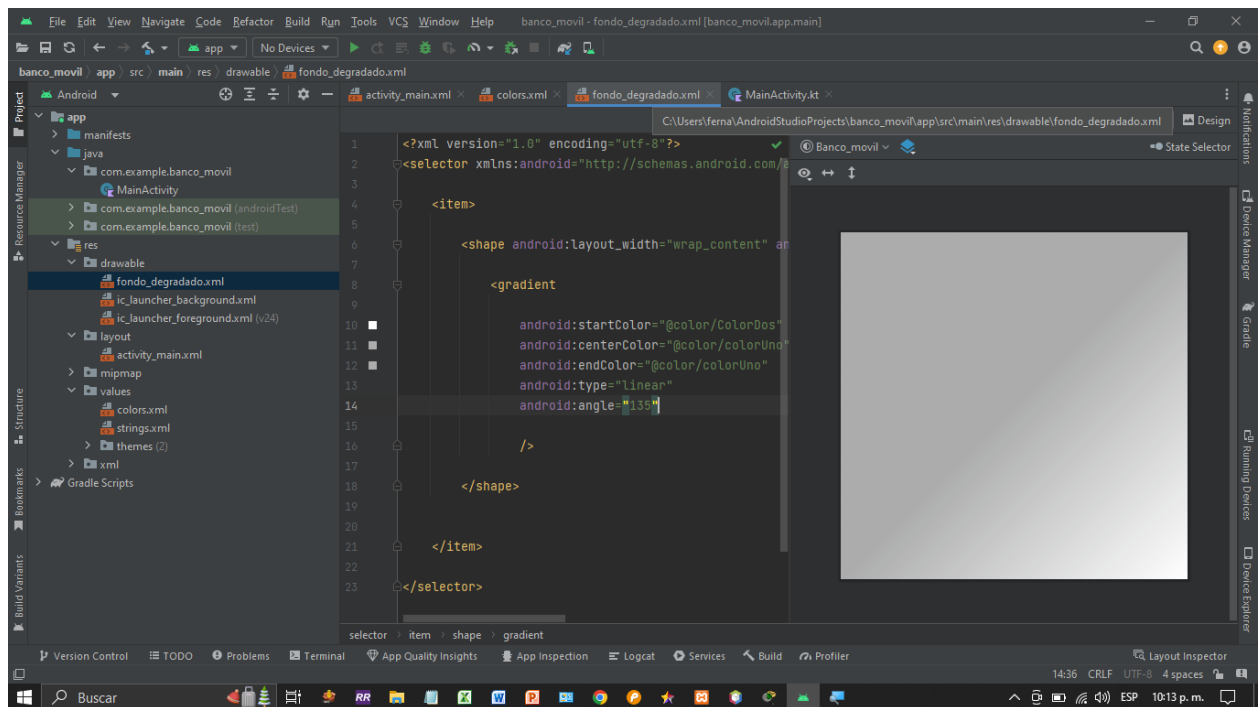 File Edit View Navigate Code Refactor Build Run Tools VCS Window Help banco_movil - fondo_degradado.xml [banco_movil.app.main]
app No Devices
banco_movil app src main res drawable fondo_degradado.xml
Android
activity_main.xml colors.xml fondo_degradado.xml MainActivity.kt
C:\Users\ferna\AndroidStudioProjects\banco_movil\app\src\main\res\drawable\fondo_degradado.xml
Design
Project
Resource Manager
Structure
Bookmarks
Build Variants
app
manifests
java
com.example.banco_movil
MainActivity
com.example.banco_movil (androidTest)
com.example.banco_movil (test)
res
drawable
fondo_degradado.xml
ic_launcher_background.xml
ic_launcher_foreground.xml (v24)
layout
activity_main.xml
mipmap
values
colors.xml
strings.xml
themes (2)
xml
Gradle Scripts
1 <?xml version="1.0" encoding="utf-8"?>
2 <selector xmlns:android="http://schemas.android.com/a
3
4 <item>
5
6 <shape android:layout_width="wrap_content" an
7
8 <gradient
9
10 android:startColor="@color/ColorDos"
11 android:centerColor="@color/colorUno"
12 android:endColor="@color/colorUno"
13 android:type="linear"
14 android:angle="135"
15
16 />
17
18 </shape>
19
20
21 </item>
22
23 </selector>
selector item shape gradient
Banco_movil State Selector
Notifications
Device Manager
Gradle
Running Devices
Device Explorer
Version Control TODO Problems Terminal App Quality Insights App Inspection Logcat Services Build Profiler Layout Inspector
14:36 CRLF UTF-8 4 spaces
Buscar
RR
ESP 10:13 p. m.